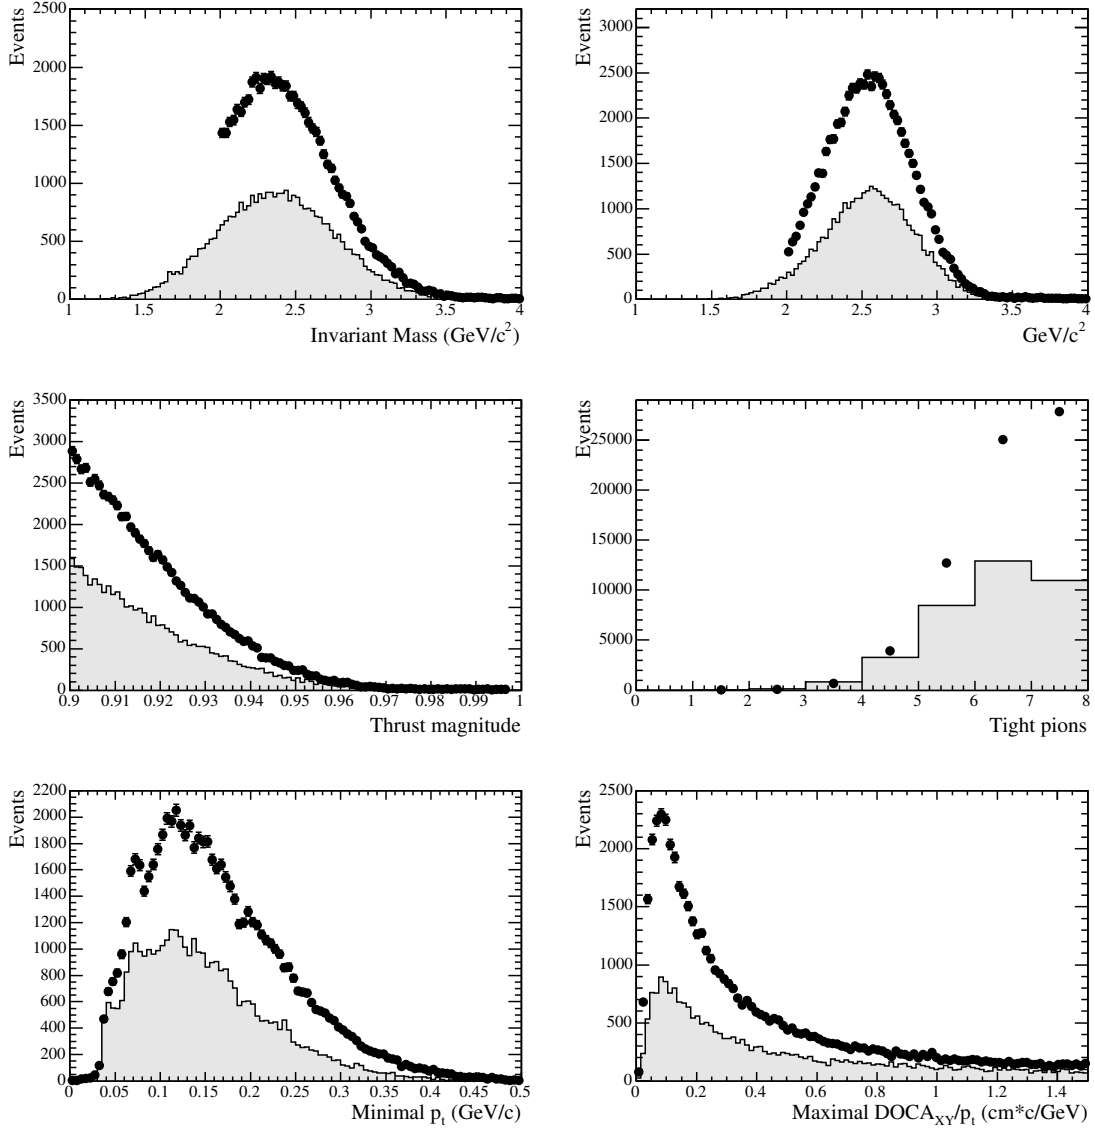 Events
2500
2000
1500
1000
500
0
1 1.5 2 2.5 3 3.5 4
Invariant Mass (GeV/c²)
Events
3000
2500
2000
1500
1000
500
0
1 1.5 2 2.5 3 3.5 4
GeV/c²
Events
3500
3000
2500
2000
1500
1000
500
0
0.9 0.91 0.92 0.93 0.94 0.95 0.96 0.97 0.98 0.99 1
Thrust magnitude
Events
25000
20000
15000
10000
5000
0
0 1 2 3 4 5 6 7 8
Tight pions
Events
2200
2000
1800
1600
1400
1200
1000
800
600
400
200
0
0 0.05 0.1 0.15 0.2 0.25 0.3 0.35 0.4 0.45 0.5
Minimal pₜ (GeV/c)
Events
2500
2000
1500
1000
500
0
0 0.2 0.4 0.6 0.8 1 1.2 1.4
Maximal DOCA_XY/pₜ (cm*c/GeV)